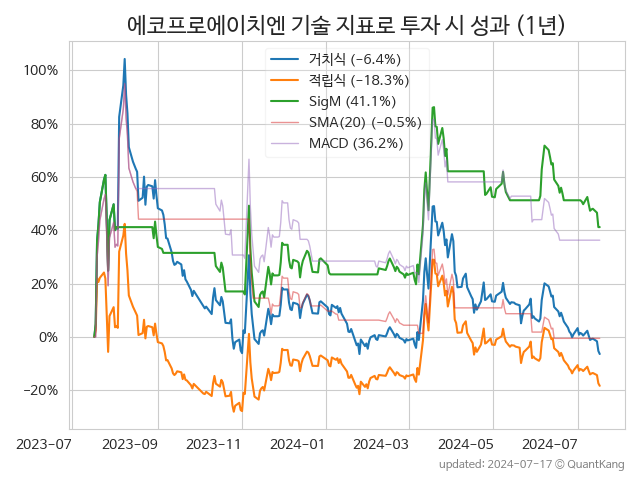 에코프로에이치엔 기술 지표로 투자 시 성과 (1년)
거치식 (−6.4%)
적립식 (−18.3%)
SigM (41.1%)
SMA(20) (−0.5%)
MACD (36.2%)
100%
80%
60%
40%
20%
0%
−20%
2023-07 2023-09 2023-11 2024-01 2024-03 2024-05 2024-07
updated: 2024-07-17 © QuantKang